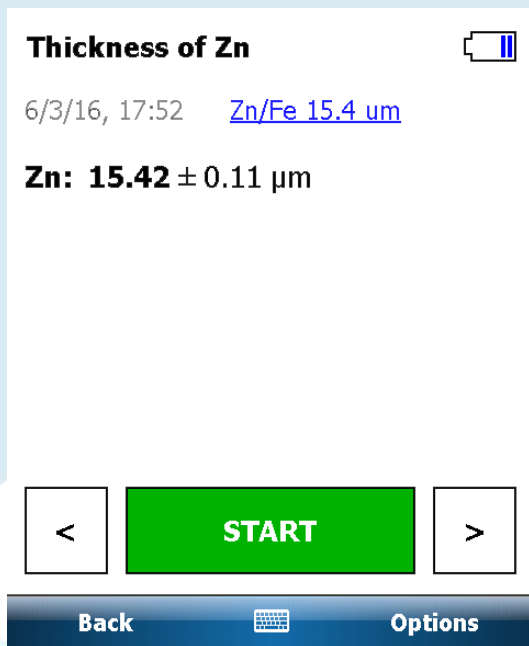 Thickness of Zn
6/3/16, 17:52 Zn/Fe 15.4 um
Zn: 15.42 ± 0.11 μm
< START >
Back Options